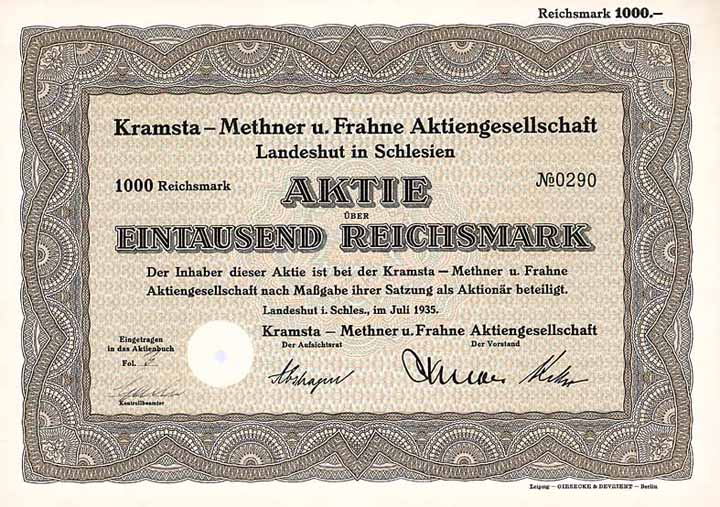 Reichsmark 1000.—
Kramsta – Methner u. Frahne Aktiengesellschaft
Landeshut in Schlesien
1000 Reichsmark AKTIE №0290
ÜBER
EINTAUSEND REICHSMARK
Der Inhaber dieser Aktie ist bei der Kramsta – Methner u. Frahne
Aktiengesellschaft nach Maßgabe ihrer Satzung als Aktionär beteiligt.
Landeshut i. Schles., im Juli 1935.
Kramsta – Methner u. Frahne Aktiengesellschaft
Der Aufsichtsrat Der Vorstand
Eingetragen
in das Aktienbuch
Fol.
Kontrollbeamter
Leipzig — GIESECKE & DEVRIENT — Berlin